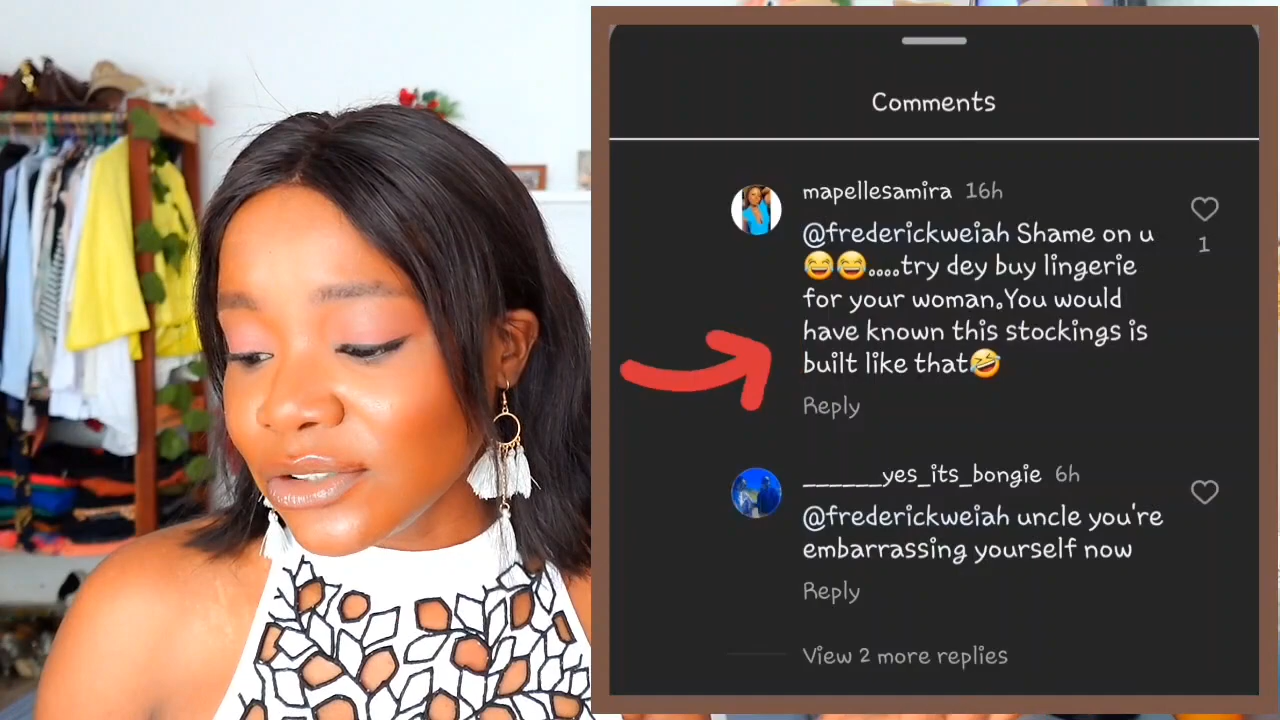 Comments
mapellesamira 16h
@frederickweiah Shame on u
😂😂.....try dey buy lingerie
for your woman.You would
have known this stockings is
built like that🤣
1
Reply
______yes_its_bongie 6h
@frederickweiah uncle you're
embarrassing yourself now
Reply
View 2 more replies